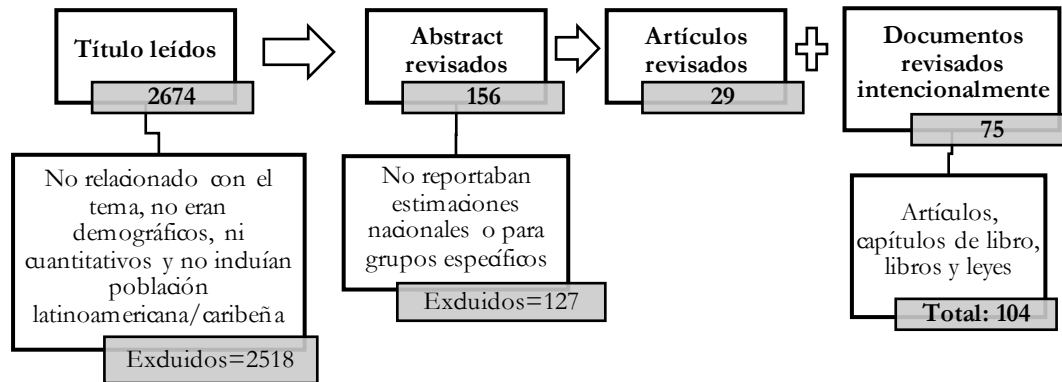 Título leídos
2674
No relacionado con el
tema, no eran
demográficos, ni
cuantitativos y no incluían
población
latinoamericana/caribeña
Excluidos=2518
Abstract
revisados
156
No reportaban
estimaciones
nacionales o para
grupos específicos
Excluidos=127
Artículos
revisados
29
Documentos
revisados
intencionalmente
75
Artículos,
capítulos de libro,
libros y leyes
Total: 104